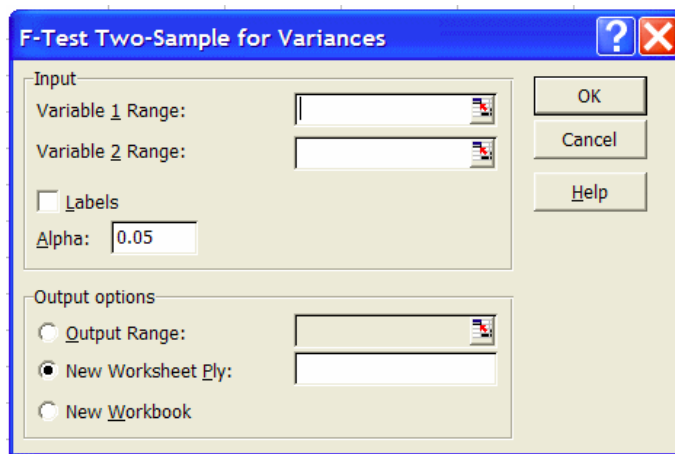 F-Test Two-Sample for Variances
Input
Variable 1 Range:
Variable 2 Range:
Labels
Alpha: 0.05
OK
Cancel
Help
Output options
Output Range:
New Worksheet Ply:
New Workbook